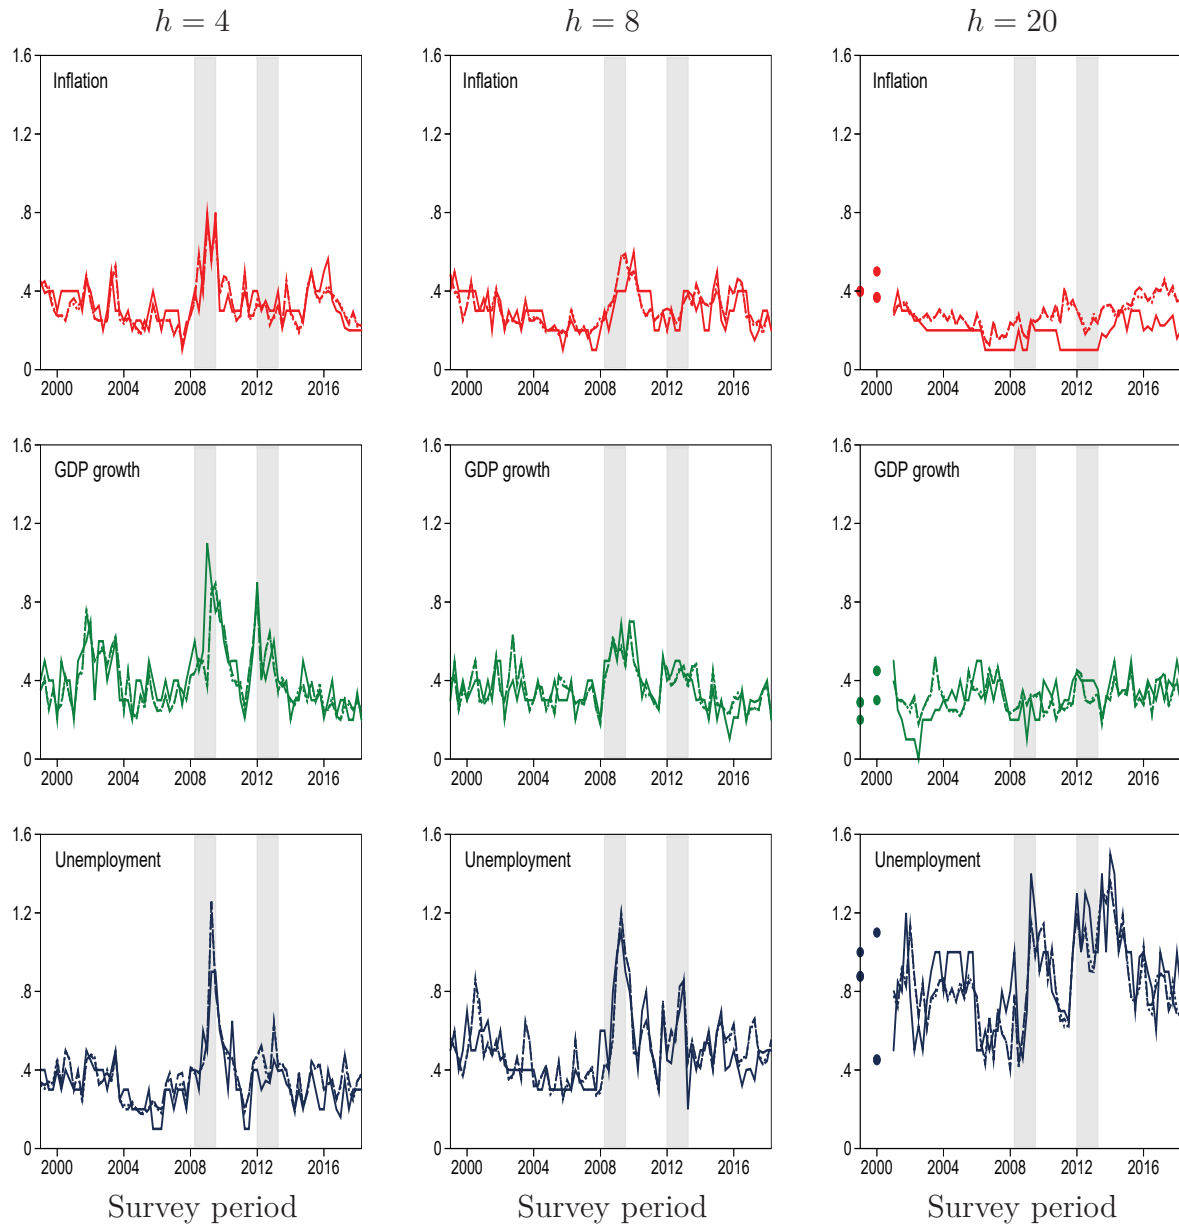 h = 4 h = 8 h = 20
1.6 1.6 1.6
Inflation Inflation Inflation
1.2 1.2 1.2
.8 .8 .8
.4 .4 .4
0 0 0
2000 2004 2008 2012 2016 2000 2004 2008 2012 2016 2000 2004 2008 2012 2016
1.6 1.6 1.6
GDP growth GDP growth GDP growth
1.2 1.2 1.2
.8 .8 .8
.4 .4 .4
0 0 0
2000 2004 2008 2012 2016 2000 2004 2008 2012 2016 2000 2004 2008 2012 2016
1.6 1.6 1.6
Unemployment Unemployment Unemployment
1.2 1.2 1.2
.8 .8 .8
.4 .4 .4
0 0 0
2000 2004 2008 2012 2016 2000 2004 2008 2012 2016 2000 2004 2008 2012 2016
Survey period Survey period Survey period